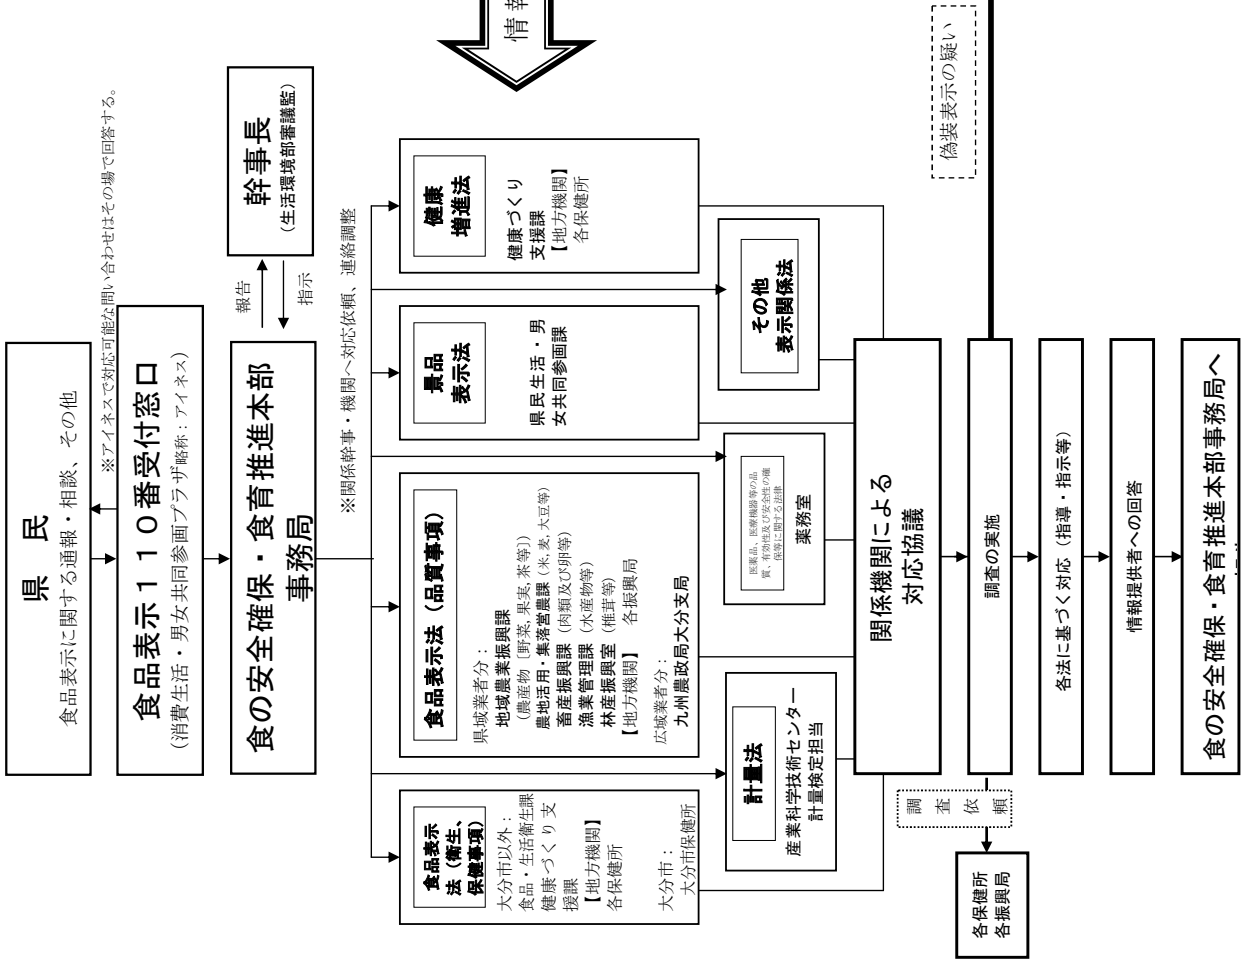 県　民
食品表示に関する通報・相談、その他
※アイネスで対応可能な問い合わせはその場で回答する。
食品表示１１０番受付窓口
（消費生活・男女共同参画プラザ略称：アイネス）
食の安全確保・食育推進本部
事務局
報告
指示
幹事長
（生活環境部審議監）
※関係幹事・機関へ対応依頼、連絡調整
食品表示
法（衛生、
保健事項）
大分市以外：
食品・生活衛生課
健康づくり支
援課
【地方機関】
各保健所
大分市：
大分市保健所
食品表示法（品質事項）
県域業者分：
地域農業振興課
（農産物［野菜,果実,茶等］）
農地活用・集落営農課（米,麦,大豆等）
畜産振興課（肉類及び卵等）
漁業管理課（水産物等）
林産振興室（椎茸等）
【地方機関】　各振興局
広域業者分：
九州農政局大分支局
景品
表示法
県民生活・男
女共同参画課
健康
増進法
健康づくり
支援課
【地方機関】
各保健所
計量法
産業科学技術センター
計量検定担当
医薬品、医療機器等の品
質、有効性及び安全性の確
保等に関する法律
薬務室
その他
表示関係法
情
関係機関による
対応協議
偽装表示の疑い
調査の実施
調査依頼
各保健所
各振興局
各法に基づく対応（指導・指示等）
情報提供者への回答
食の安全確保・食育推進本部事務局へ